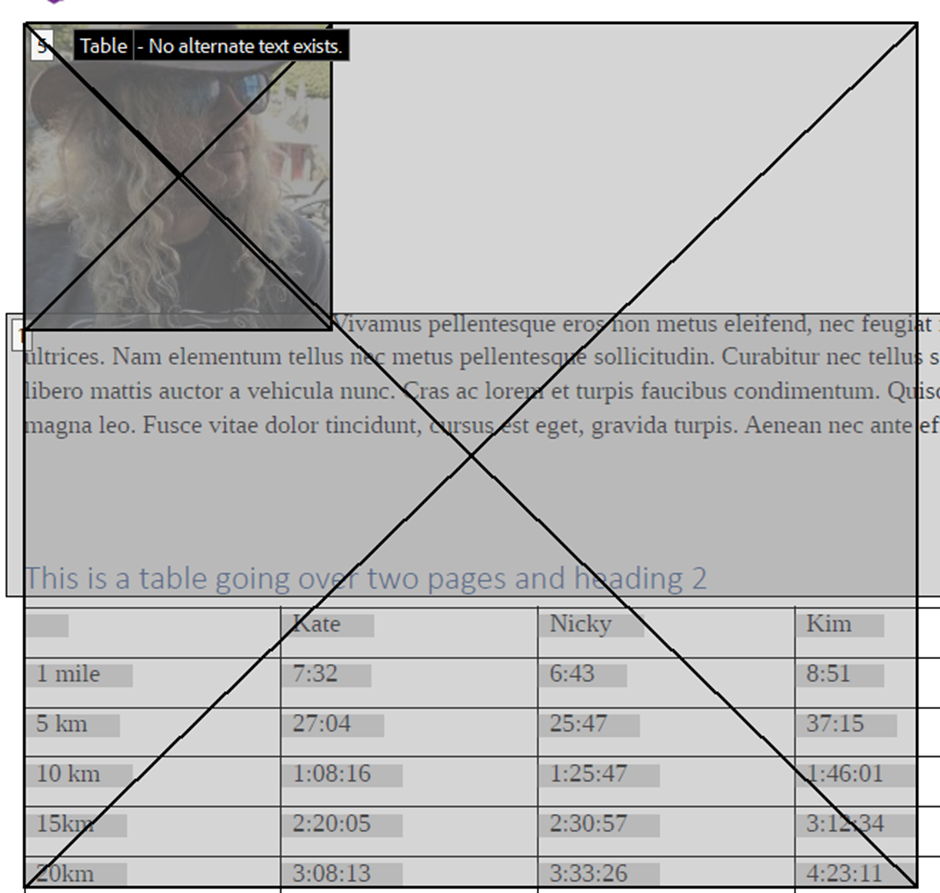 5 Table - No alternate text exists.
1
Vivamus pellentesque eros non metus eleifend, nec feugiat
ultrices. Nam elementum tellus nec metus pellentesque sollicitudin. Curabitur nec tellus s
libero mattis auctor a vehicula nunc. Cras ac lorem et turpis faucibus condimentum. Quisq
magna leo. Fusce vitae dolor tincidunt, cursus est eget, gravida turpis. Aenean nec ante ef
This is a table going over two pages and heading 2
Kate Nicky Kim
1 mile 7:32 6:43 8:51
5 km 27:04 25:47 37:15
10 km 1:08:16 1:25:47 1:46:01
15km 2:20:05 2:30:57 3:12:34
20km 3:08:13 3:33:26 4:23:11